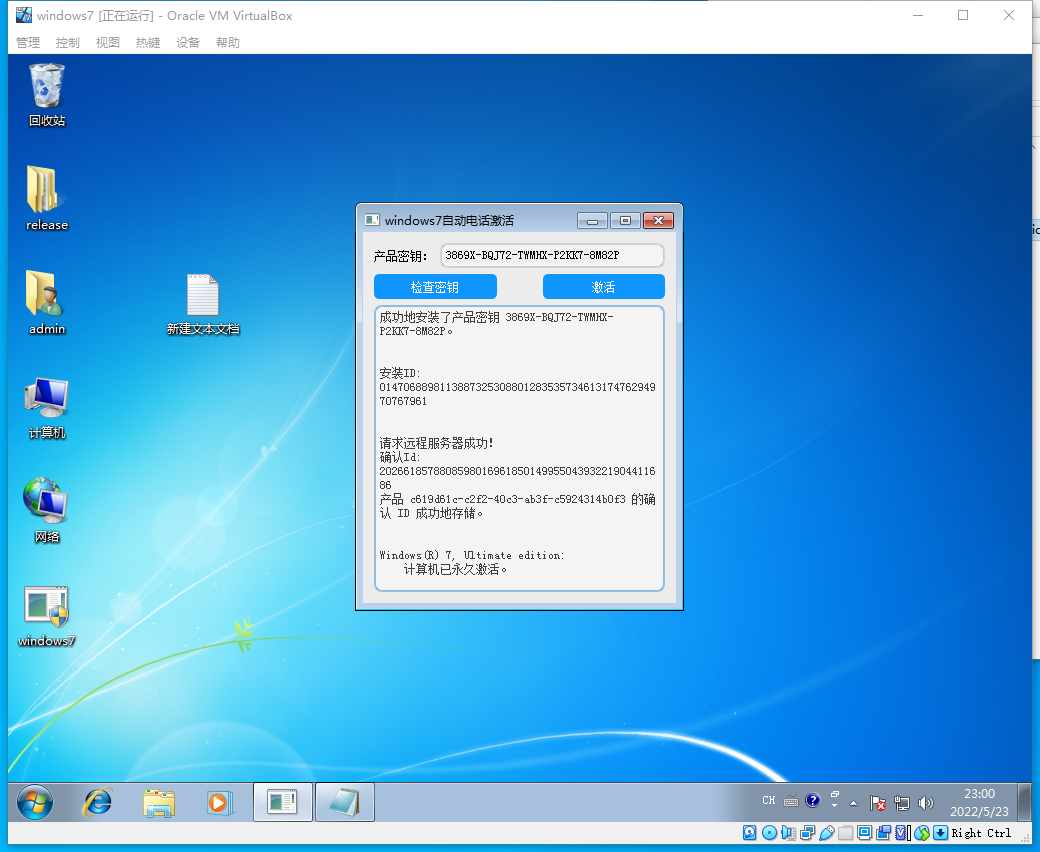 windows7 [正在运行] - Oracle VM VirtualBox
管理 控制 视图 热键 设备 帮助
回收站
release
admin
新建文本文档
计算机
网络
windows7
windows7自动电话激活
产品密钥: 3869X-BQJ72-TWMHX-P2KK7-8M82P
检查密钥 激活
成功地安装了产品密钥 3869X-BQJ72-TWMHX-
P2KK7-8M82P。
安装ID:
0147068898113887325308801283535734613174762949
70767961
请求远程服务器成功!
确认Id:
2026618578808598016961850149955043932219044116
86
产品 c619d61c-c2f2-40c3-ab3f-c5924314b0f3 的确
认 ID 成功地存储。
Windows(R) 7, Ultimate edition:
计算机已永久激活。
CH
23:00
2022/5/23
Right Ctrl